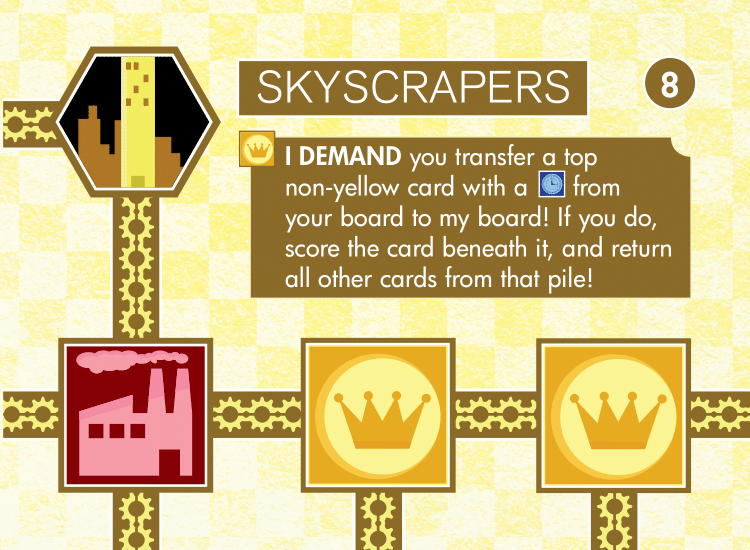 SKYSCRAPERS
8
I DEMAND you transfer a top
non-yellow card with a from
your board to my board! If you do,
score the card beneath it, and return
all other cards from that pile!